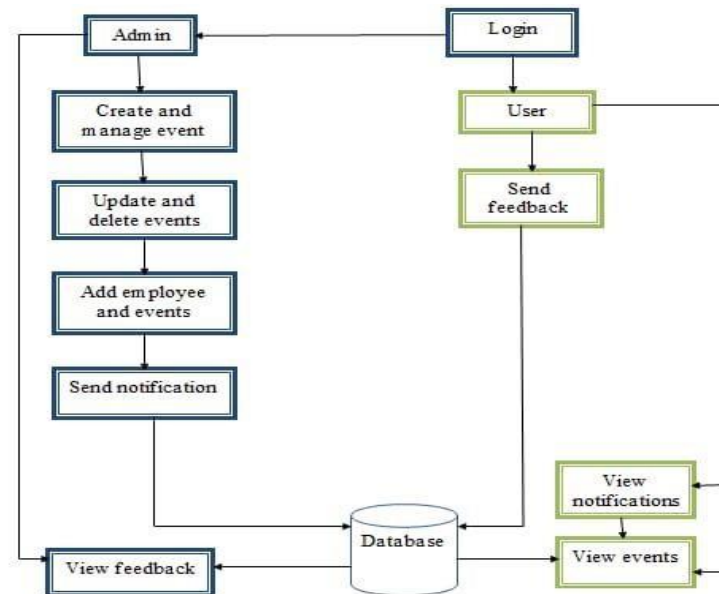 Admin
Login
Create and
manage event
User
Update and
delete events
Send
feedback
Add employee
and events
Send notification
View
notifications
Database
View feedback
View events